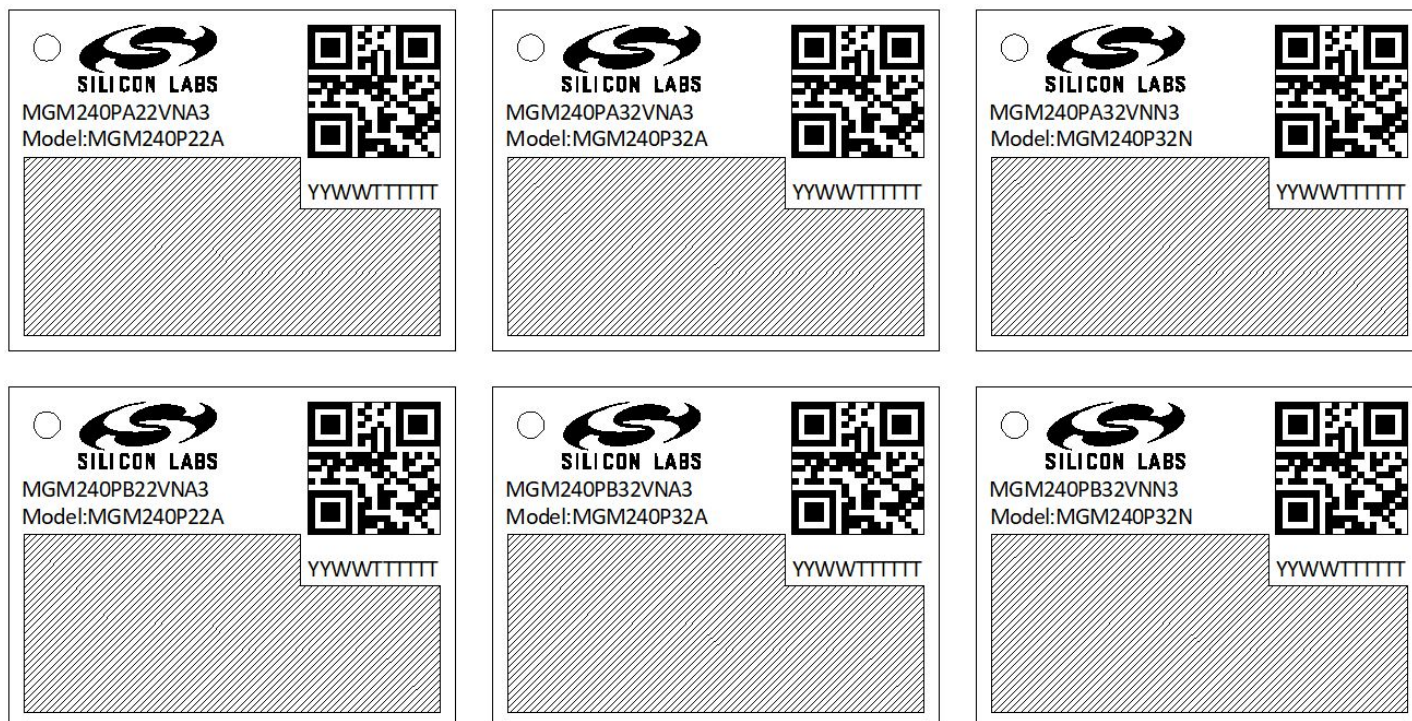 SILICON LABS
MGM240PA22VNA3
Model:MGM240P22A
YYWWTTTTTT
SILICON LABS
MGM240PA32VNA3
Model:MGM240P32A
YYWWTTTTTT
SILICON LABS
MGM240PA32VNN3
Model:MGM240P32N
YYWWTTTTTT
SILICON LABS
MGM240PB22VNA3
Model:MGM240P22A
YYWWTTTTTT
SILICON LABS
MGM240PB32VNA3
Model:MGM240P32A
YYWWTTTTTT
SILICON LABS
MGM240PB32VNN3
Model:MGM240P32N
YYWWTTTTTT